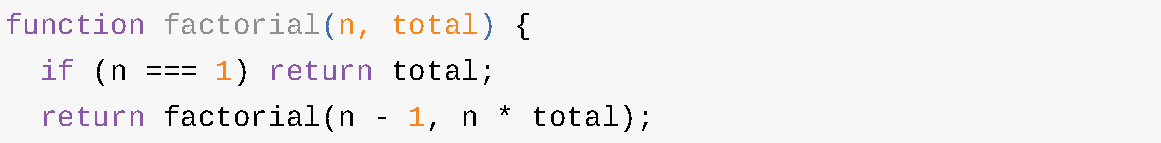 function factorial(n, total) {
  if (n === 1) return total;
  return factorial(n - 1, n * total);